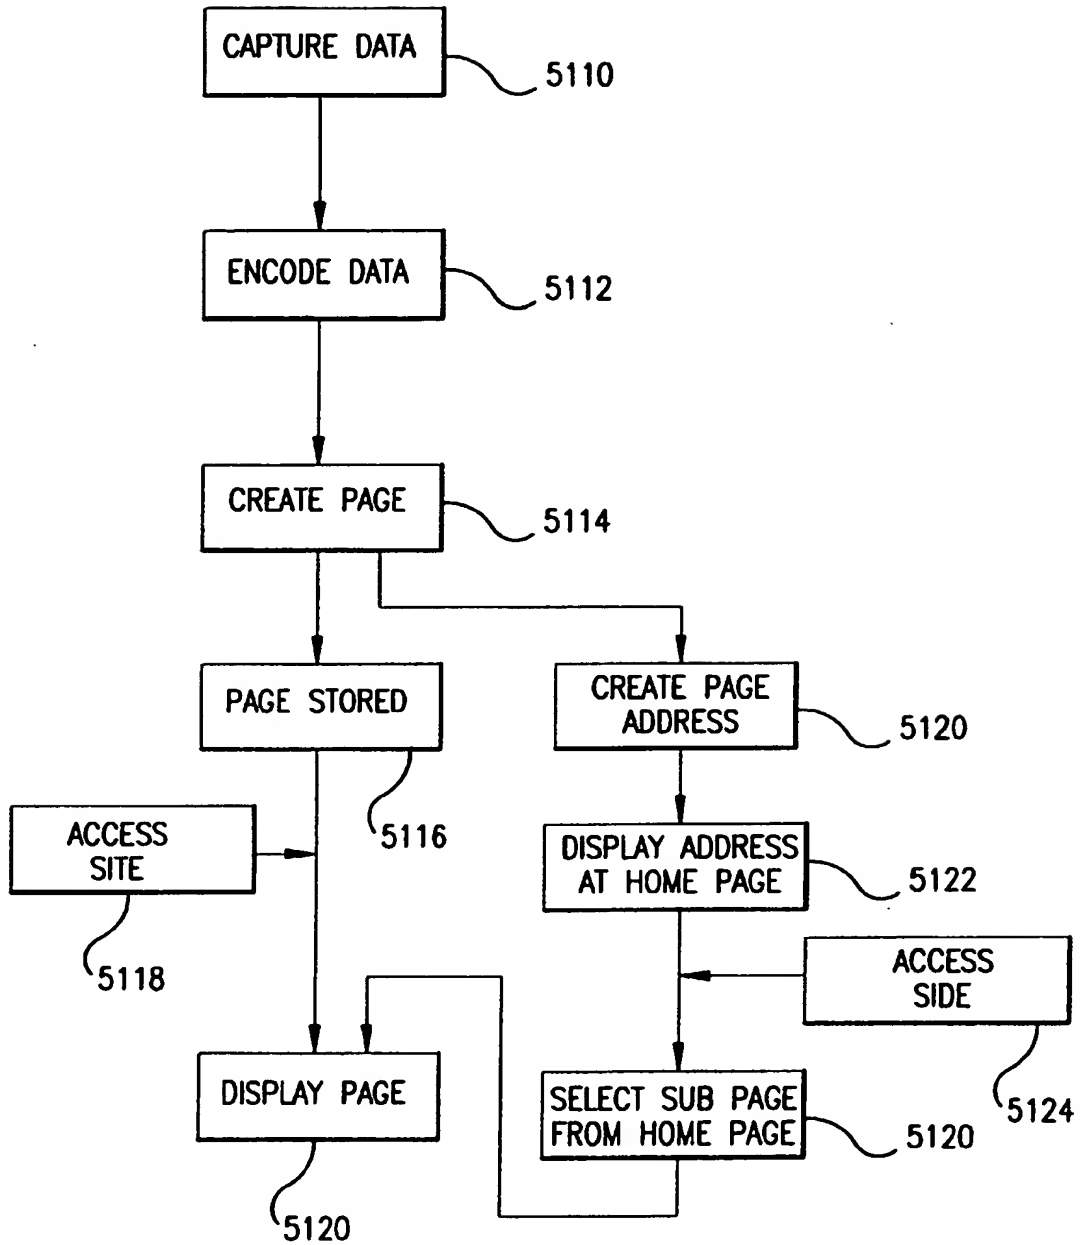 CAPTURE DATA
5110
ENCODE DATA
5112
CREATE PAGE
5114
PAGE STORED
5116
CREATE PAGE
ADDRESS
5120
ACCESS
SITE
5118
DISPLAY ADDRESS
AT HOME PAGE
5122
ACCESS
SIDE
5124
DISPLAY PAGE
5120
SELECT SUB PAGE
FROM HOME PAGE
5120